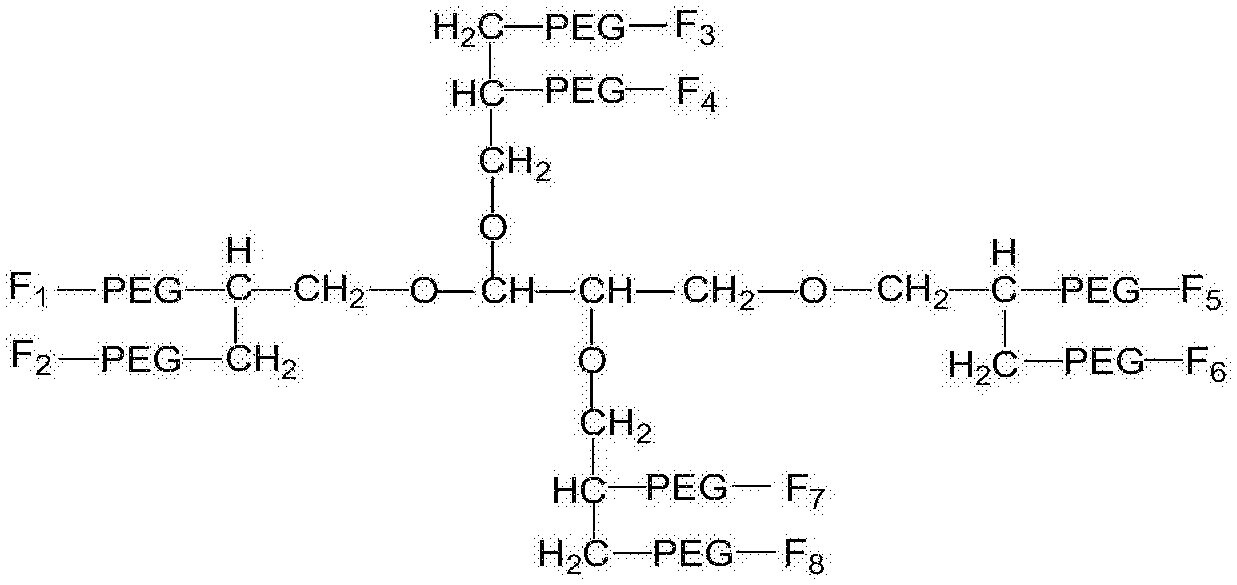 H₂C—PEG—F₃
HC—PEG—F₄
CH₂
O
H H
F₁—PEG—C—CH₂—O—CH—CH—CH₂—O—CH₂—C—PEG—F₅
F₂—PEG—CH₂ O H₂C—PEG—F₆
CH₂
HC—PEG—F₇
H₂C—PEG—F₈